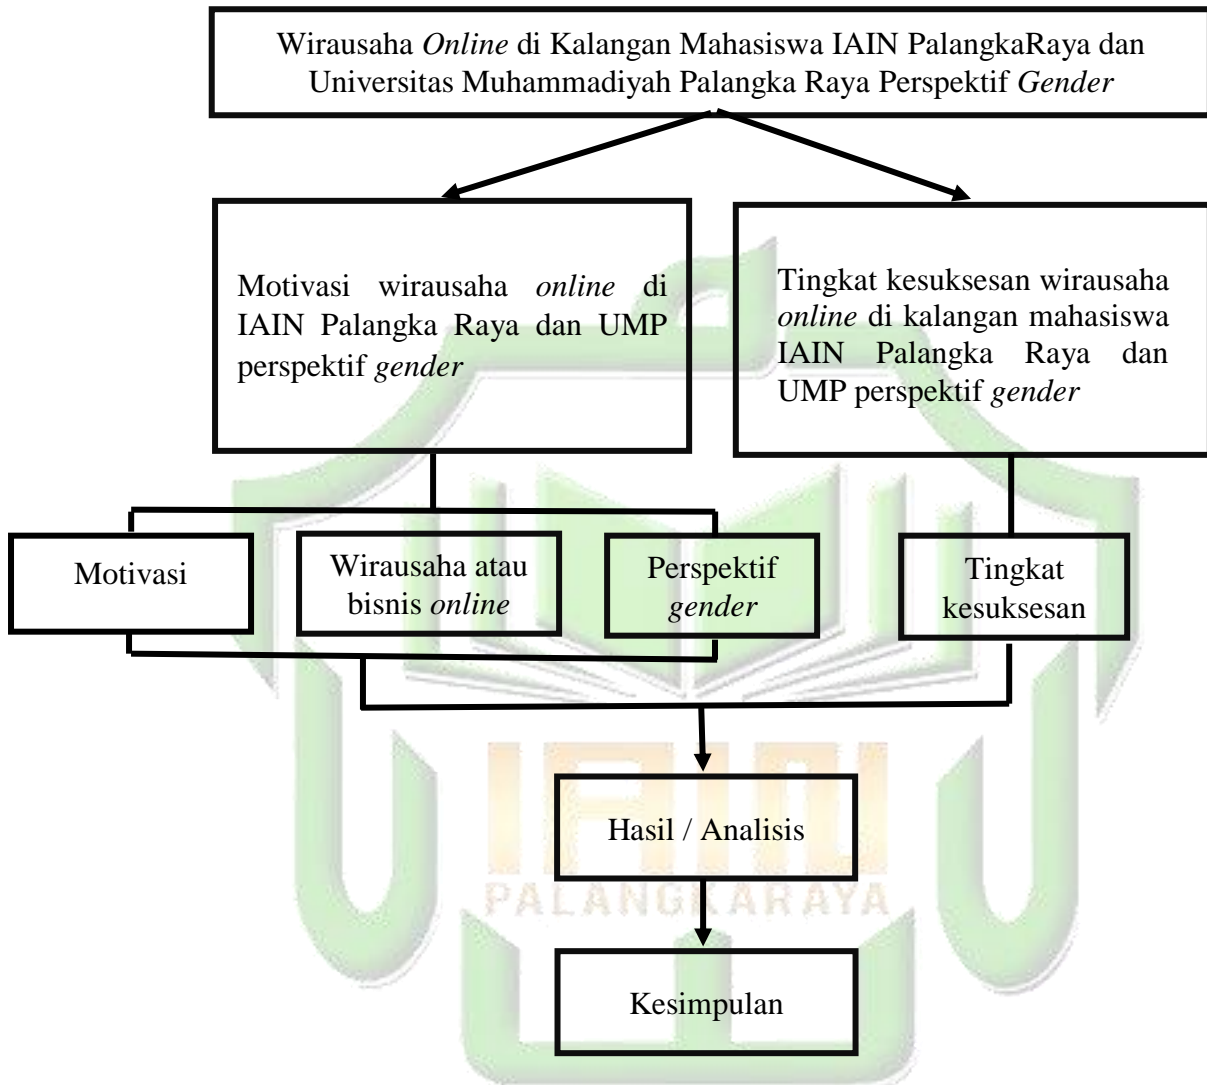 Wirausaha Online di Kalangan Mahasiswa IAIN PalangkaRaya dan
Universitas Muhammadiyah Palangka Raya Perspektif Gender
Motivasi wirausaha online di
IAIN Palangka Raya dan UMP
perspektif gender
Tingkat kesuksesan wirausaha
online di kalangan mahasiswa
IAIN Palangka Raya dan
UMP perspektif gender
Motivasi
Wirausaha atau
bisnis online
Perspektif
gender
Tingkat
kesuksesan
IAIN
Hasil / Analisis
PALANGKARAYA
Kesimpulan